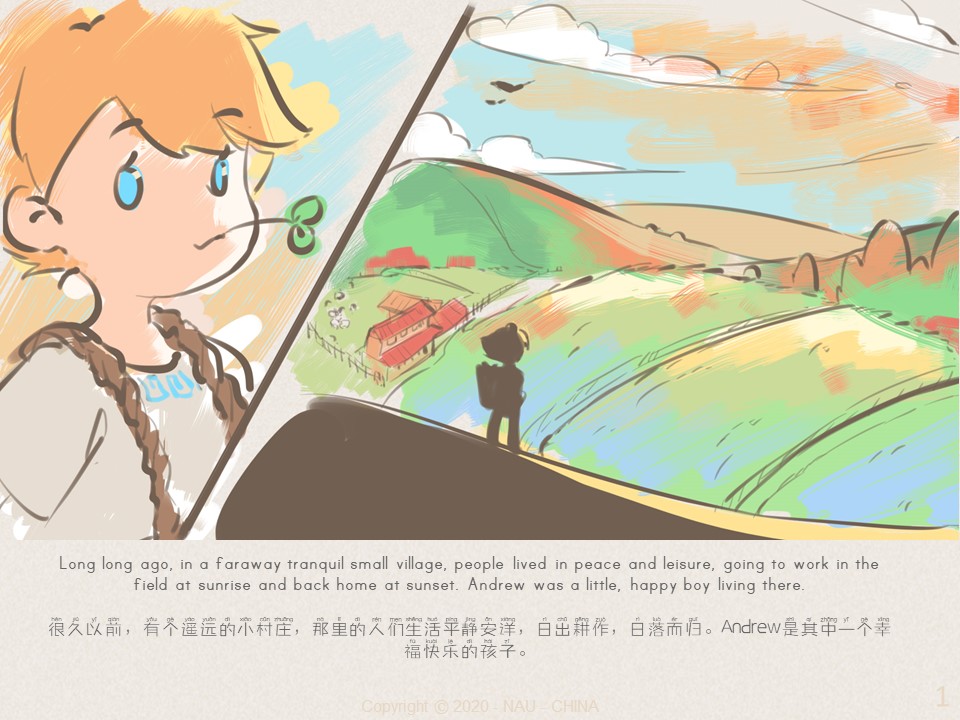 Long long ago, in a faraway tranquil small village, people lived in peace and leisure, going to work in the
field at sunrise and back home at sunset. Andrew was a little, happy boy living there.
很久以前，有个遥远的小村庄，那里的人们生活平静安洋，日出耕作，日落而归。Andrew是其中一个幸
福快乐的孩子。
Copyright © 2020 - NAU - CHINA
1